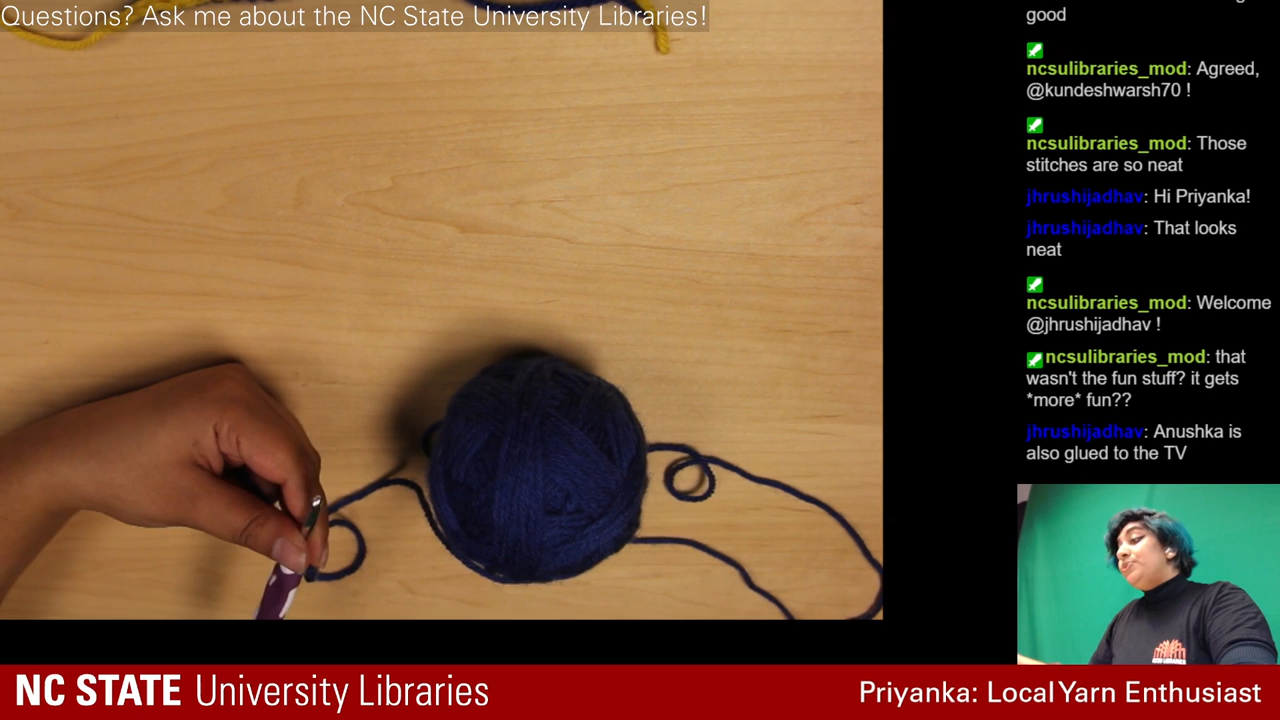 Questions? Ask me about the NC State University Libraries!
good
ncsulibraries_mod: Agreed,
@kundeshwarsh70 !
ncsulibraries_mod: Those
stitches are so neat
jhrushijadhav: Hi Priyanka!
jhrushijadhav: That looks
neat
ncsulibraries_mod: Welcome
@jhrushijadhav !
ncsulibraries_mod: that
wasn't the fun stuff? it gets
*more* fun??
jhrushijadhav: Anushka is
also glued to the TV
NC STATE University Libraries
Priyanka: Local Yarn Enthusiast